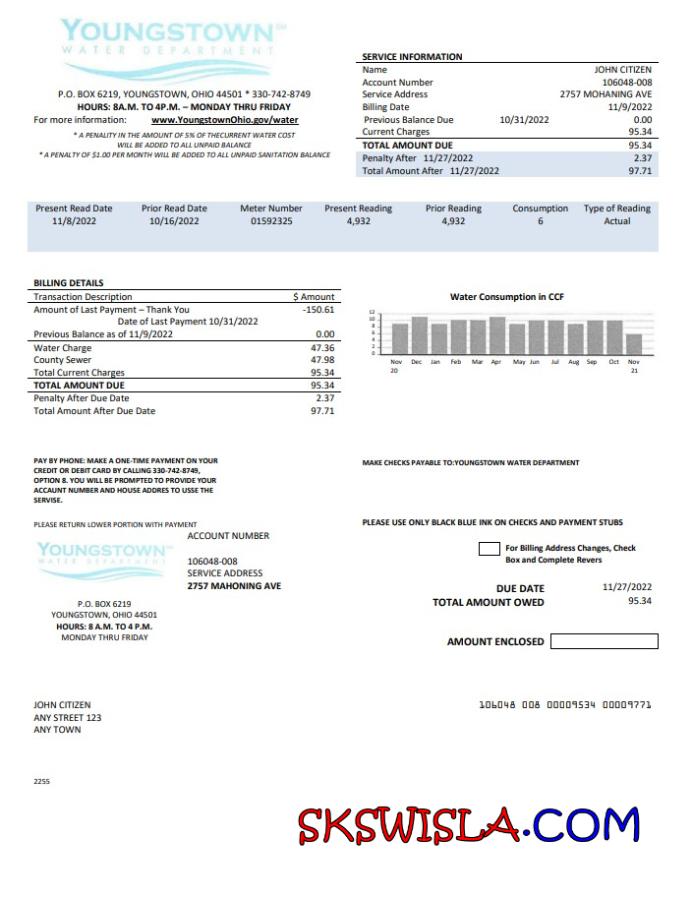 YOUNGSTOWN℠
WATER DEPARTMENT
P.O. BOX 6219, YOUNGSTOWN, OHIO 44501 * 330-742-8749
HOURS: 8A.M. TO 4P.M. – MONDAY THRU FRIDAY
For more information: www.YoungstownOhio.gov/water
* A PENALITY IN THE AMOUNT OF 5% OF THECURRENT WATER COST
WILL BE ADDED TO ALL UNPAID BALANCE
* A PENALTY OF $1.00 PER MONTH WILL BE ADDED TO ALL UNPAID SANITATION BALANCE
SERVICE INFORMATION
Name JOHN CITIZEN
Account Number 106048-008
Service Address 2757 MOHANING AVE
Billing Date 11/9/2022
Previous Balance Due 10/31/2022 0.00
Current Charges 95.34
TOTAL AMOUNT DUE 95.34
Penalty After 11/27/2022 2.37
Total Amount After 11/27/2022 97.71
Present Read Date Prior Read Date Meter Number Present Reading Prior Reading Consumption Type of Reading
11/8/2022 10/16/2022 01592325 4,932 4,932 6 Actual
BILLING DETAILS
Transaction Description $ Amount
Amount of Last Payment – Thank You -150.61
Date of Last Payment 10/31/2022
Previous Balance as of 11/9/2022 0.00
Water Charge 47.36
County Sewer 47.98
Total Current Charges 95.34
TOTAL AMOUNT DUE 95.34
Penalty After Due Date 2.37
Total Amount After Due Date 97.71
Water Consumption in CCF
12
10
8
6
4
2
0
Nov Dec Jan Feb Mar Apr May Jun Jul Aug Sep Oct Nov
20 21
PAY BY PHONE: MAKE A ONE-TIME PAYMENT ON YOUR
CREDIT OR DEBIT CARD BY CALLING 330-742-8749,
OPTION 8. YOU WILL BE PROMPTED TO PROVIDE YOUR
ACCAUNT NUMBER AND HOUSE ADDRES TO USSE THE
SERVISE.
MAKE CHECKS PAYABLE TO:YOUNGSTOWN WATER DEPARTMENT
PLEASE RETURN LOWER PORTION WITH PAYMENT
PLEASE USE ONLY BLACK BLUE INK ON CHECKS AND PAYMENT STUBS
YOUNGSTOWN℠
WATER DEPARTMENT
P.O. BOX 6219
YOUNGSTOWN, OHIO 44501
HOURS: 8 A.M. TO 4 P.M.
MONDAY THRU FRIDAY
ACCOUNT NUMBER
106048-008
SERVICE ADDRESS
2757 MAHONING AVE
For Billing Address Changes, Check
Box and Complete Revers
DUE DATE 11/27/2022
TOTAL AMOUNT OWED 95.34
AMOUNT ENCLOSED
JOHN CITIZEN
ANY STREET 123
ANY TOWN
106048 008 00009534 00009771
2255
SKSWISLA.COM